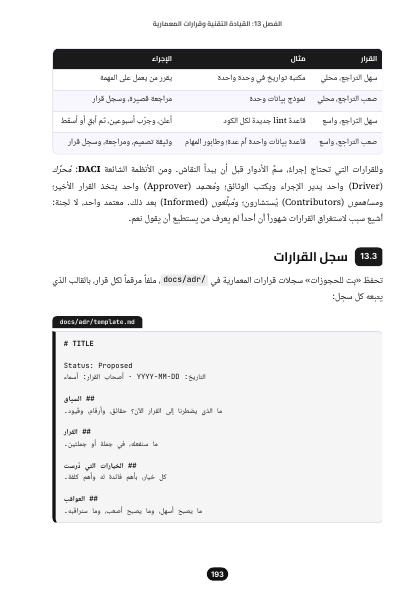 الفصل 13: القيادة التقنية وقرارات المعمارية
القرار مثال الإجراء
سهل التراجع، محلي مكتبة تواريخ في وحدة واحدة يقرر من يعمل على المهمة
صعب التراجع، محلي نموذج بيانات وحدة مراجعة قصيرة، وسجل قرار
سهل التراجع، واسع قاعدة lint جديدة لكل الكود أعلن، وجرّب أسبوعين، ثم أبقِ أو أسقط
صعب التراجع، واسع قاعدة بيانات واحدة أم عدة؛ وطابور المهام وثيقة تصميم، ومراجعة، وسجل قرار
وللقرارات التي تحتاج إجراءً، سمِّ الأدوار قبل أن يبدأ النقاش. ومن الأنظمة الشائعة DACI: محرّك
(Driver) واحد يدير الإجراء ويكتب الوثائق؛ ومُعتمِد (Approver) واحد يتخذ القرار الأخير؛
ومساهمون (Contributors) يُستشارون؛ ومُبلَّغون (Informed) بعد ذلك. معتمد واحد، لا لجنة:
أشيع سبب لاستغراق القرارات شهوراً أن أحداً لم يعرف من يستطيع أن يقول نعم.
13.3 سجل القرارات
تحفظ «بِت للحجوزات» سجلات قرارات المعمارية في docs/adr/، ملفاً مرقماً لكل قرار، بالقالب الذي
يتبعه كل سجل:
docs/adr/template.md
# TITLE
Status: Proposed
التاريخ: YYYY-MM-DD · أصحاب القرار: أسماء
## السياق
ما الذي يضطرنا إلى القرار الآن؟ حقائق، وأرقام، وقيود.
## القرار
ما سنفعله، في جملة أو جملتين.
## الخيارات التي دُرست
كل خيار، بأهم فائدة له وأهم كلفة.
## العواقب
ما يصبح أسهل، وما يصبح أصعب، وما سنراقبه.
193